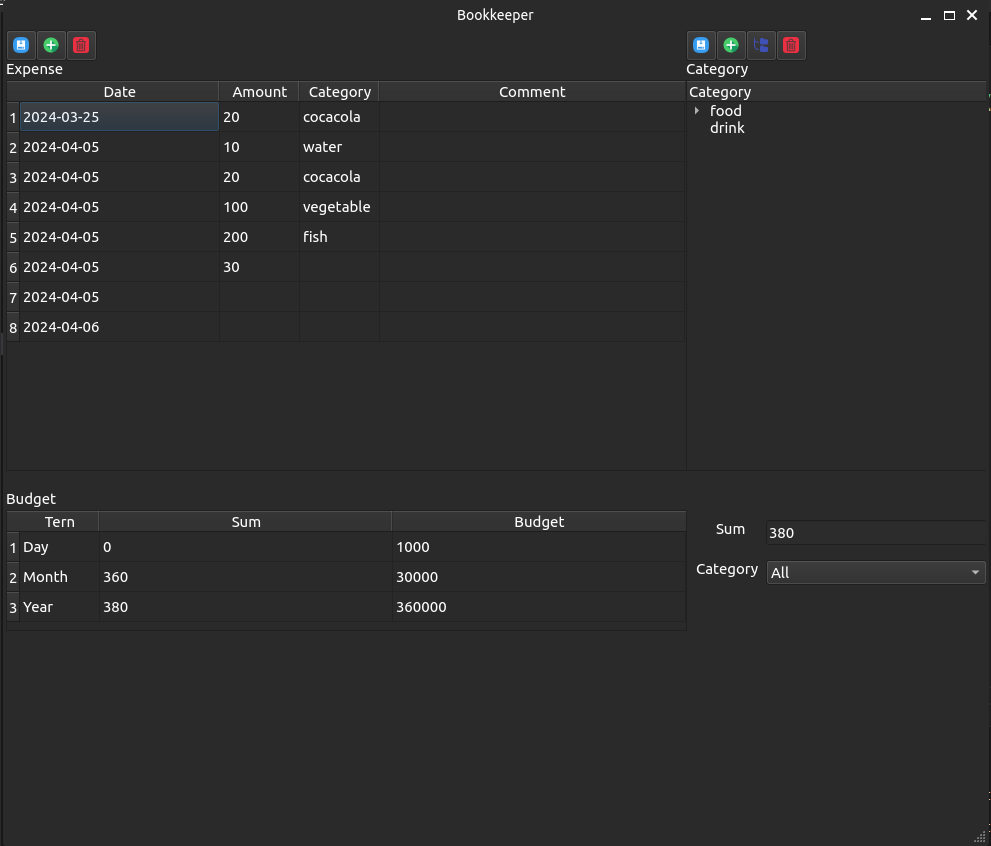 Bookkeeper
Expense
Date Amount Category Comment
1 2024-03-25 20 cocacola
2 2024-04-05 10 water
3 2024-04-05 20 cocacola
4 2024-04-05 100 vegetable
5 2024-04-05 200 fish
6 2024-04-05 30
7 2024-04-05
8 2024-04-06
Category
Category
food
drink
Budget
Tern Sum Budget
1 Day 0 1000
2 Month 360 30000
3 Year 380 360000
Sum 380
Category All